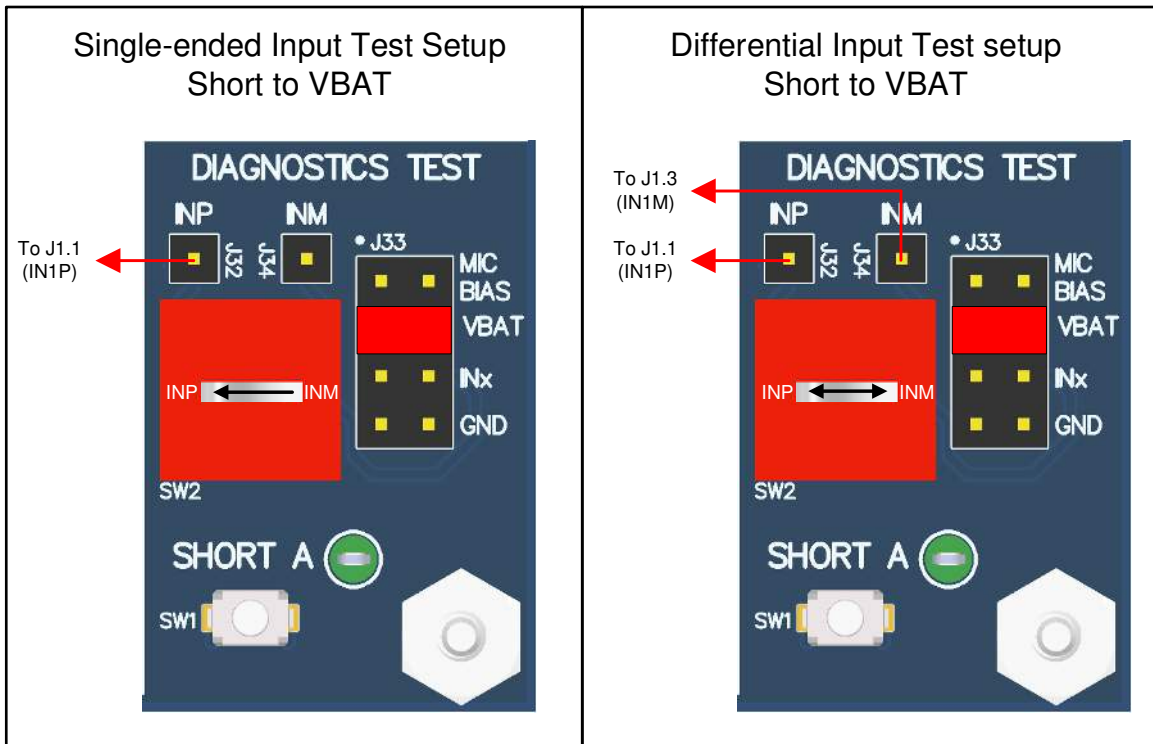 Single-ended Input Test Setup
Short to VBAT
DIAGNOSTICS TEST
INP
INM
To J1.1
(IN1P)
J32
J34
J33
MIC
BIAS
VBAT
INP
INM
INx
GND
SW2
SHORT A
SW1
Differential Input Test setup
Short to VBAT
DIAGNOSTICS TEST
To J1.3
(IN1M)
INP
INM
To J1.1
(IN1P)
J32
J34
J33
MIC
BIAS
VBAT
INP
INM
INx
GND
SW2
SHORT A
SW1